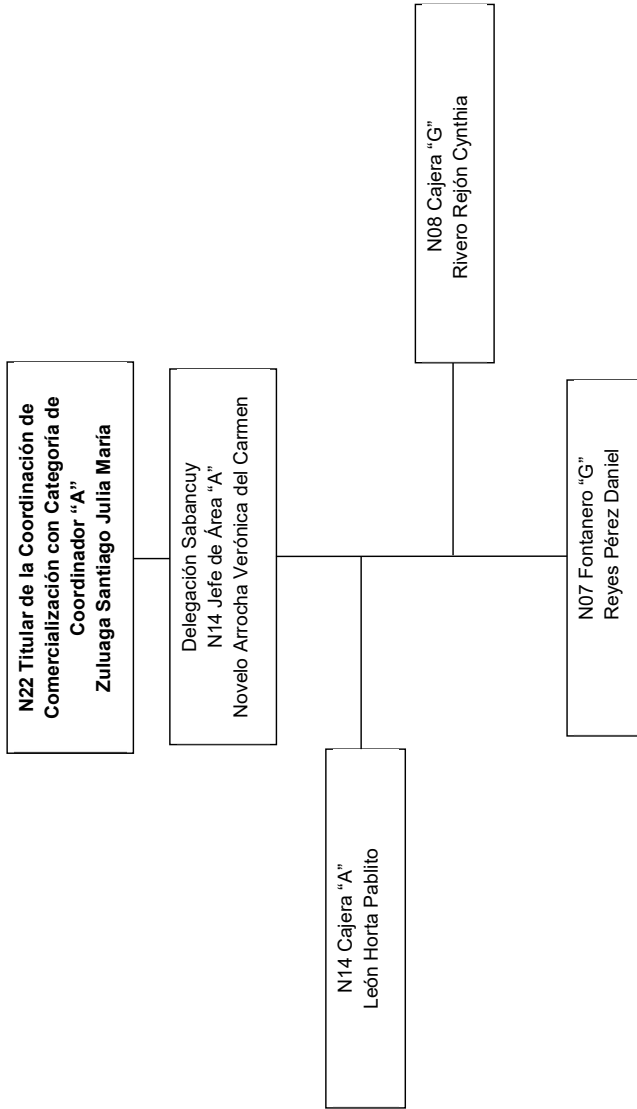 N22 Titular de la Coordinación de
Comercialización con Categoría de
Coordinador “A”
Zuluaga Santiago Julia María
Delegación Sabancuy
N14 Jefe de Área “A”
Novelo Arrocha Verónica del Carmen
N14 Cajera “A”
León Horta Pablito
N08 Cajera “G”
Rivero Rejón Cynthia
N07 Fontanero “G”
Reyes Pérez Daniel